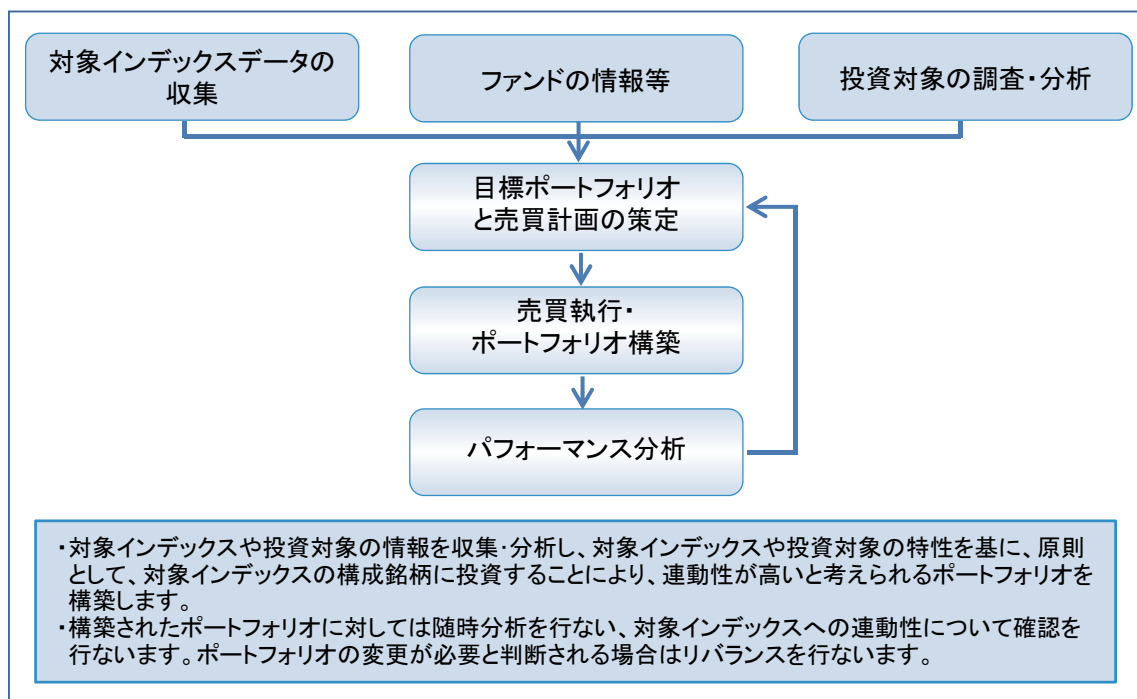 対象インデックスデータの
収集
ファンドの情報等
投資対象の調査・分析
目標ポートフォリオ
と売買計画の策定
売買執行・
ポートフォリオ構築
パフォーマンス分析
・対象インデックスや投資対象の情報を収集・分析し、対象インデックスや投資対象の特性を基に、原則
として、対象インデックスの構成銘柄に投資することにより、連動性が高いと考えられるポートフォリオを
構築します。
・構築されたポートフォリオに対しては随時分析を行ない、対象インデックスへの連動性について確認を
行ないます。ポートフォリオの変更が必要と判断される場合はリバランスを行ないます。